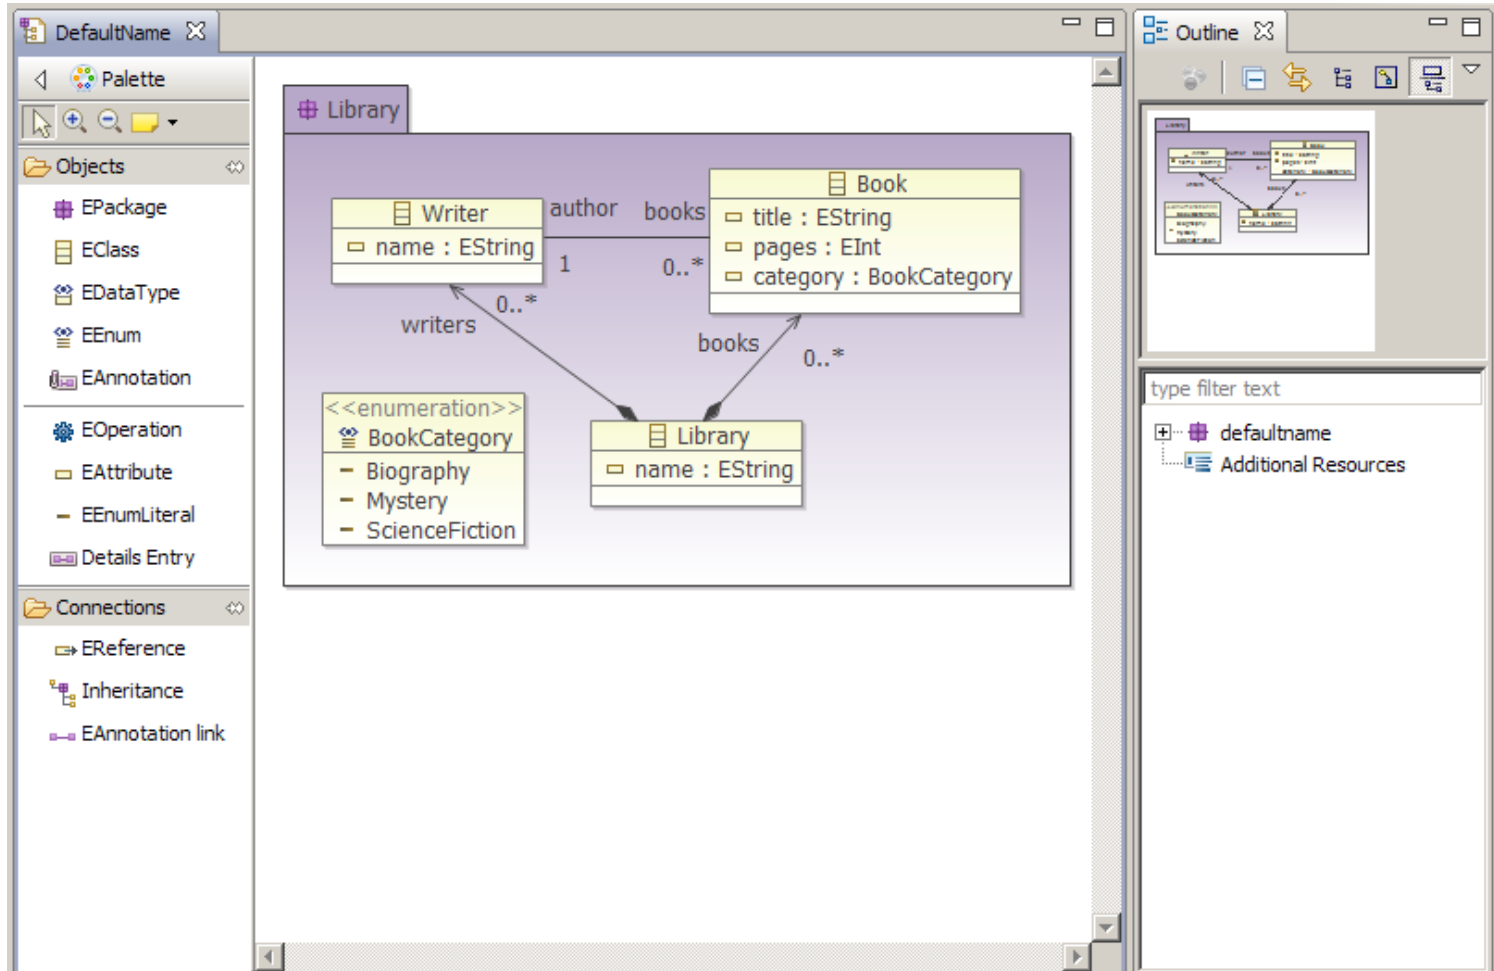 DefaultName
Palette
Objects
EPackage
EClass
EDataType
EEnum
EAnnotation
EOperation
EAttribute
EEnumLiteral
Details Entry
Connections
EReference
Inheritance
EAnnotation link
Library
Writer
name : EString
author
books
1
0..*
Book
title : EString
pages : EInt
category : BookCategory
writers
0..*
books
0..*
<<enumeration>>
BookCategory
Biography
Mystery
ScienceFiction
Library
name : EString
Outline
type filter text
defaultname
Additional Resources